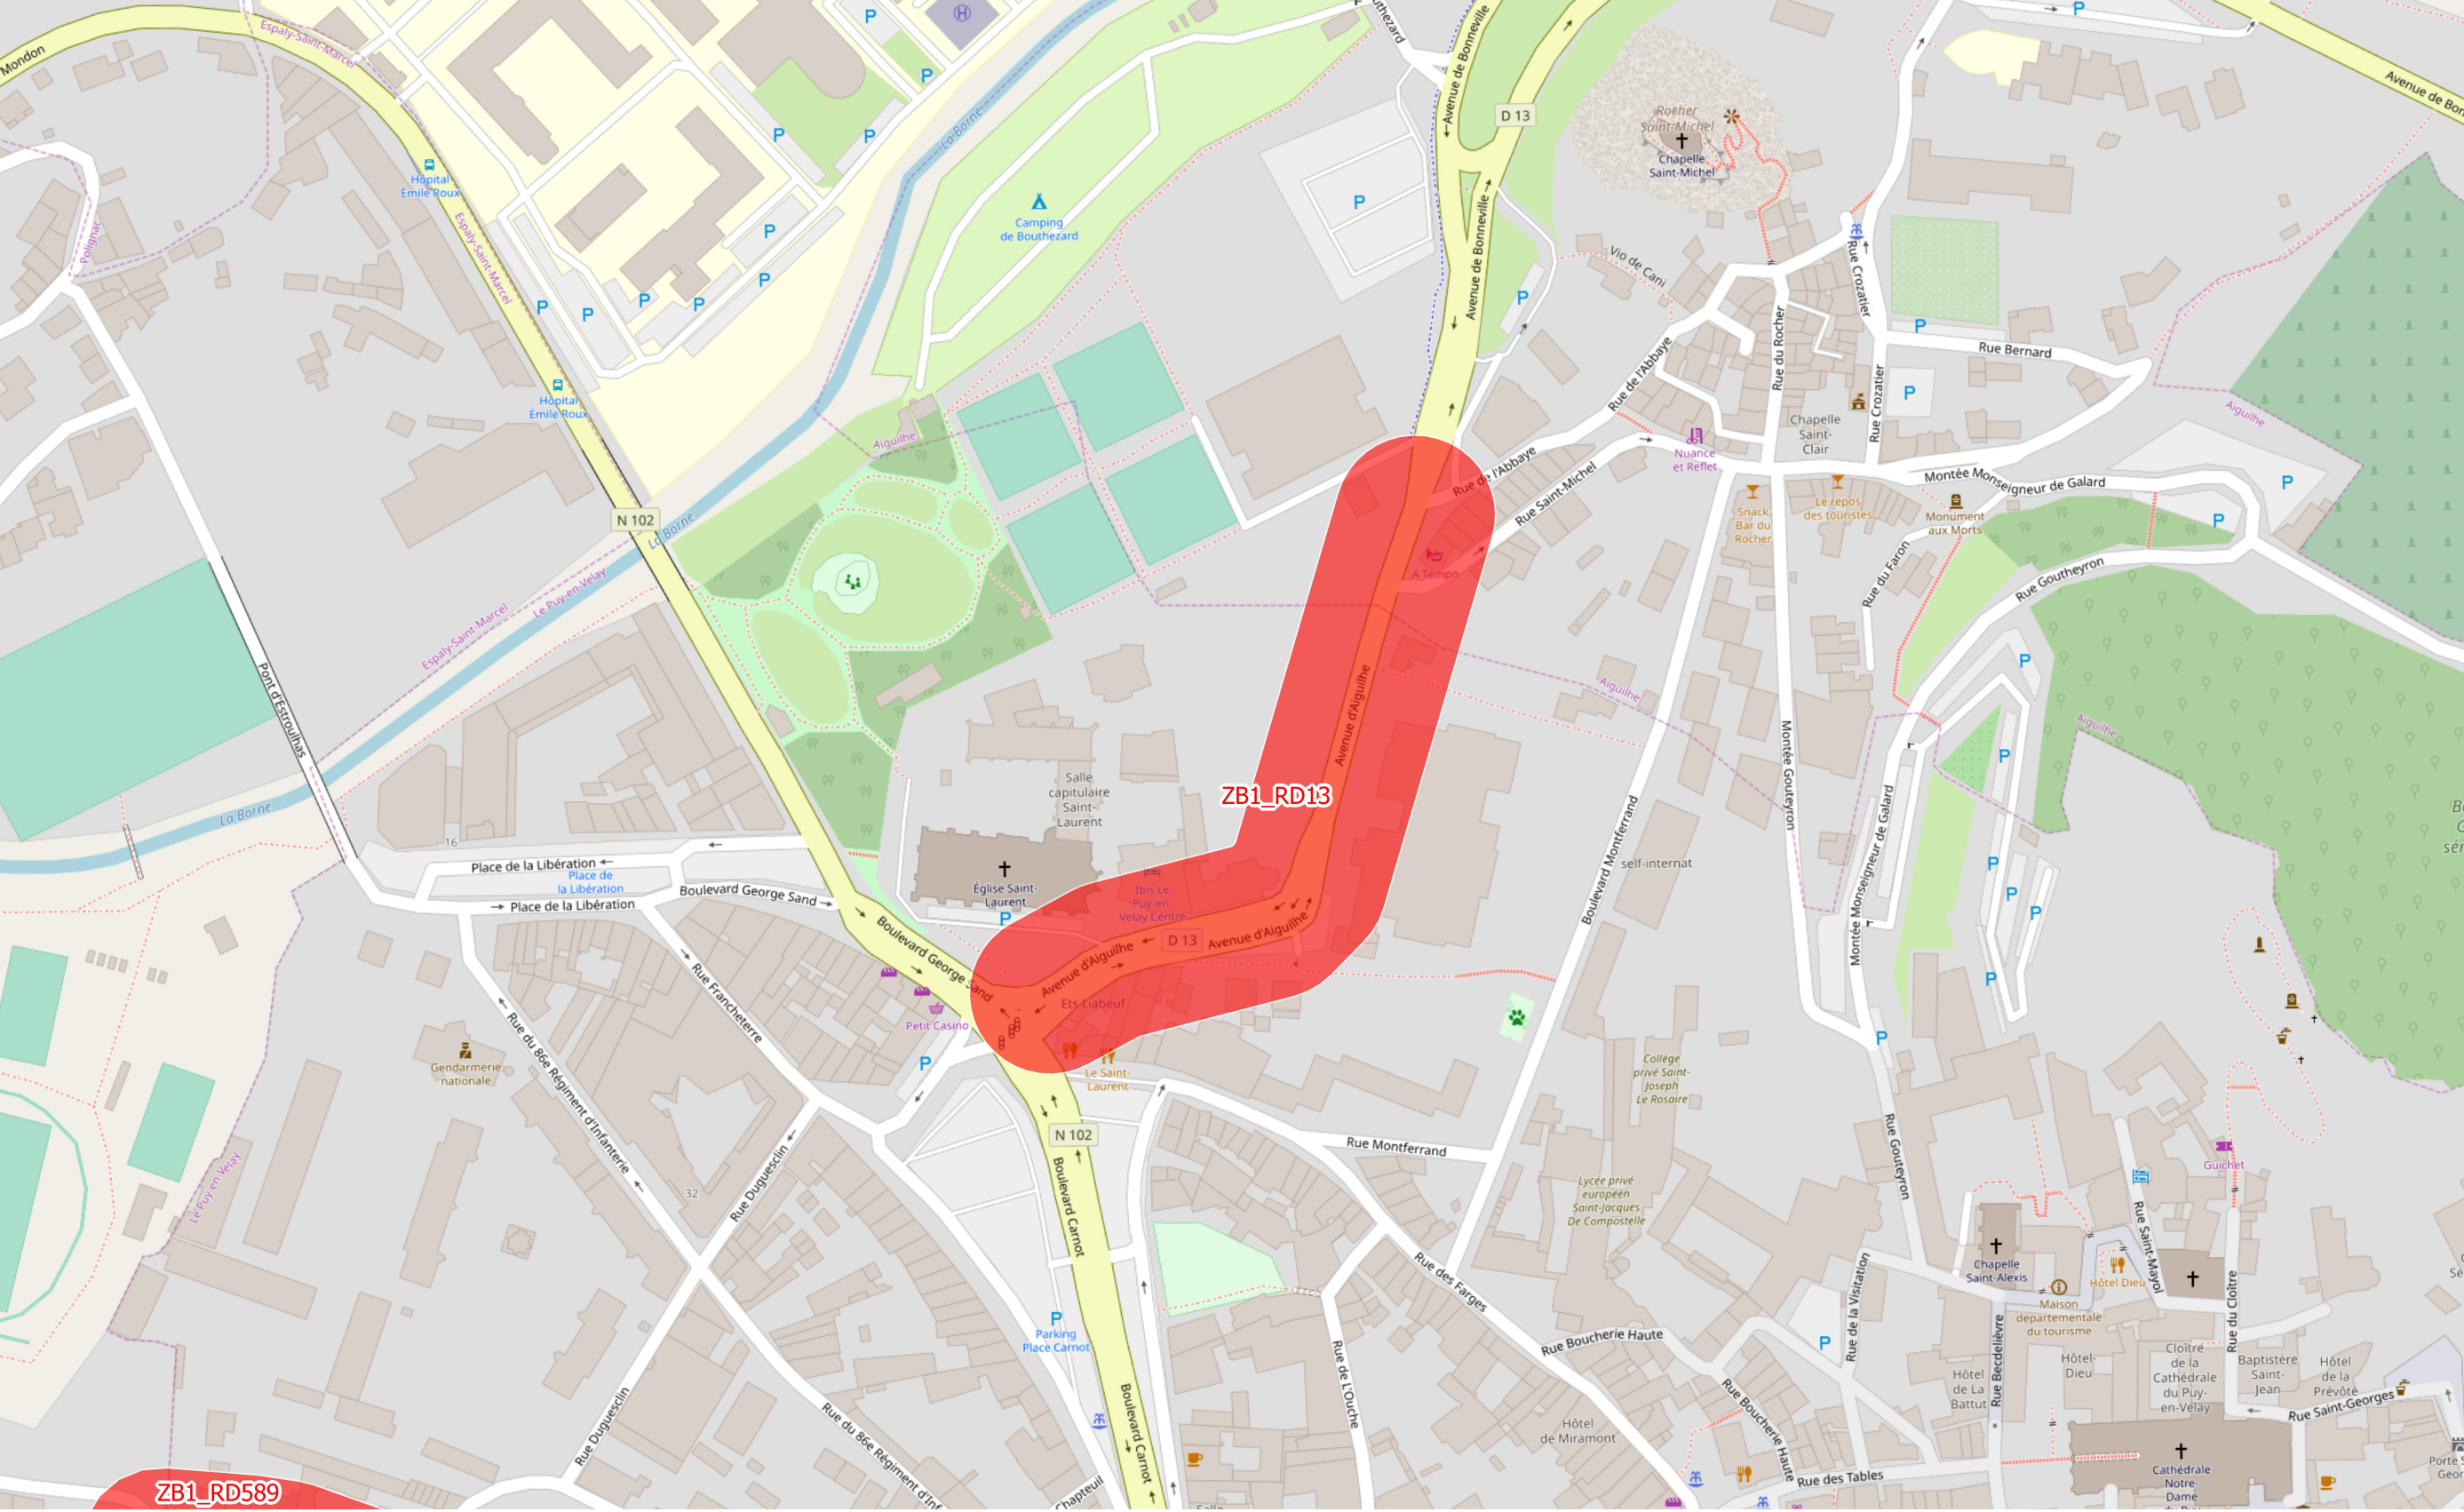 Mondon
Espaly-Saint-Marcel
P
H
P
La Borne
Avenue de Bonneville
D 13
P
Avenue de Bon
Rocher
Saint-Michel
Chapelle
Saint-Michel
P
P
P
Hôpital
Émile Roux
Camping
de Bouthezard
P
Polignac
Espaly-Saint-Marcel
P
P
P
P
P
P
Avenue de Bonneville
P
Vio de Cani
Rue Crozatier
P
Rue Bernard
Rue du Rocher
Rue de l'Abbaye
Hôpital
Émile Roux
P
Rue Crozatier
Chapelle
Saint-
Clair
Aiguilhe
Aiguilhe
Nuance
et Reflet
Rue de l'Abbaye
Rue Saint-Michel
Montée Monseigneur de Galard
P
P
Snack
Bar du
Rocher
Le repos
des touristes
Monument
aux Morts
N 102
La Borne
A Tempo
Rue du Faron
Rue Goutheyron
Le Puy-en-Velay
Espaly-Saint-Marcel
Pont d'Estroulhas
P
Avenue d'Aiguilhe
Aiguilhe
Aiguilhe
Montée Gouteyron
P
Salle
capitulaire
Saint-
Laurent
ZB1_RD13
La Borne
16
Boulevard Montferrand
self-internat
Montée Monseigneur de Galard
P
P
P
Place de la Libération
Place de
la Libération
Place de la Libération
Boulevard George Sand
Église Saint-
Laurent
P
Ibis Le
Puy-en-
Velay Centre
D 13
Avenue d'Aiguilhe
Avenue d'Aiguilhe
Boulevard George Sand
Rue Francheterre
Ets Liabeuf
Petit Casino
P
P
P
Rue du 86e Régiment d'Infanterie
Gendarmerie
nationale
Le Saint-
Laurent
Collège
privé Saint-
Joseph
Le Rosaire
N 102
Rue Montferrand
Rue Gouteyron
Guichet
Le Puy-en-Velay
Rue Duguesclin
32
Boulevard Carnot
Lycée privé
européen
Saint-Jacques
De Compostelle
Rue Saint-Mayol
Rue des Farges
Chapelle
Saint-Alexis
Hôtel Dieu
Maison
départementale
du tourisme
Rue de la Visitation
Rue du Cloître
P
Parking
Place Carnot
Rue Boucherie Haute
P
Rue de L'Ouche
Rue Becdelièvre
Hôtel-
Dieu
Cloître
de la
Cathédrale
du Puy-
en-Velay
Baptistère
Saint-
Jean
Hôtel
de la
Prévôté
Hôtel
de La
Battut
Rue Saint-Georges
Rue Duguesclin
Rue du 86e Régiment d'Inf
Boulevard Carnot
Hôtel
de Miramont
Rue Boucherie Haute
Rue des Tables
Cathédrale
Notre-
Dame
ZB1_RD589
Chapteuil
Salle